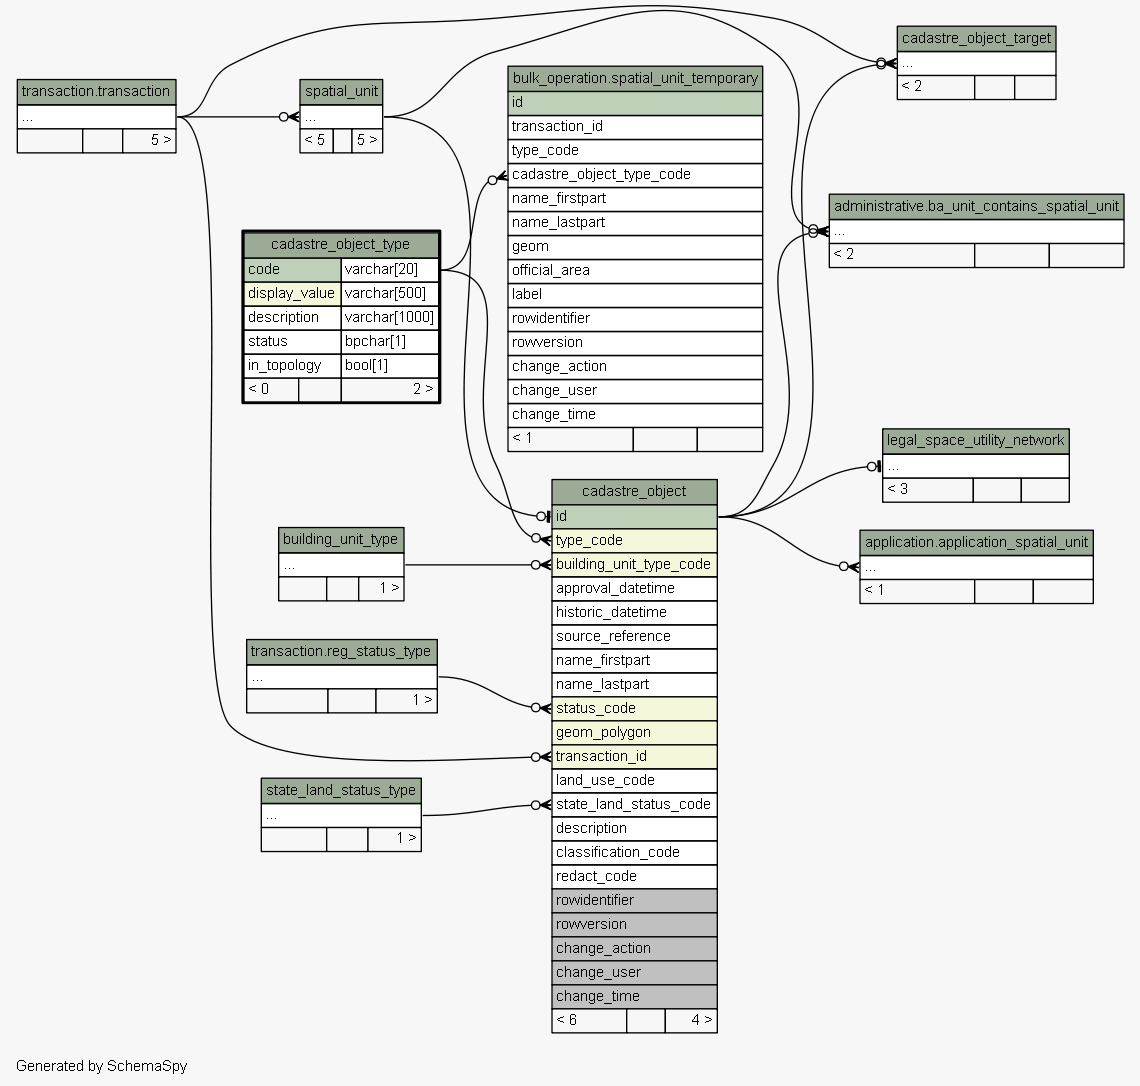 cadastre_object_target
...
< 2
transaction.transaction
...
5 >
spatial_unit
...
< 5 5 >
bulk_operation.spatial_unit_temporary
id
transaction_id
type_code
cadastre_object_type_code
name_firstpart
name_lastpart
geom
official_area
label
rowidentifier
rowversion
change_action
change_user
change_time
< 1
administrative.ba_unit_contains_spatial_unit
...
< 2
cadastre_object_type
code varchar[20]
display_value varchar[500]
description varchar[1000]
status bpchar[1]
in_topology bool[1]
< 0 2 >
legal_space_utility_network
...
< 3
cadastre_object
id
type_code
building_unit_type_code
approval_datetime
historic_datetime
source_reference
name_firstpart
name_lastpart
status_code
geom_polygon
transaction_id
land_use_code
state_land_status_code
description
classification_code
redact_code
rowidentifier
rowversion
change_action
change_user
change_time
< 6 4 >
building_unit_type
...
1 >
application.application_spatial_unit
...
< 1
transaction.reg_status_type
...
1 >
state_land_status_type
...
1 >
Generated by SchemaSpy